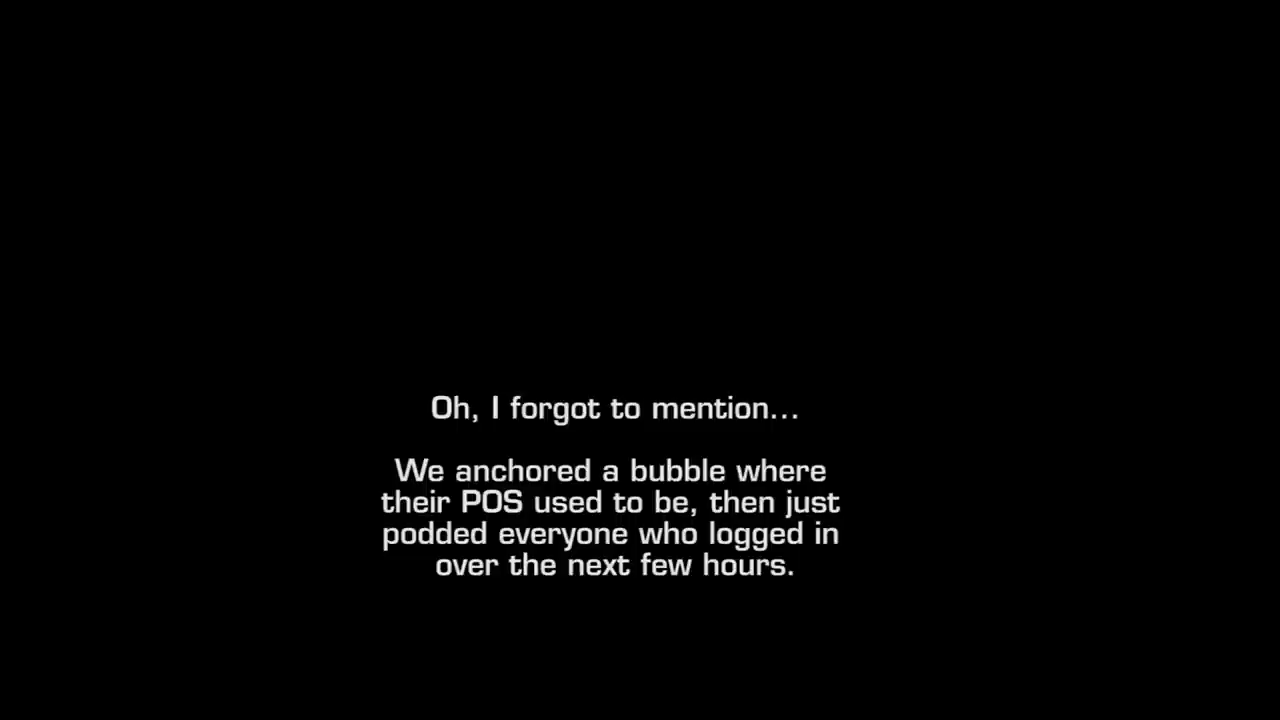 Oh, I forgot to mention...
We anchored a bubble where
their POS used to be, then just
podded everyone who logged in
over the next few hours.